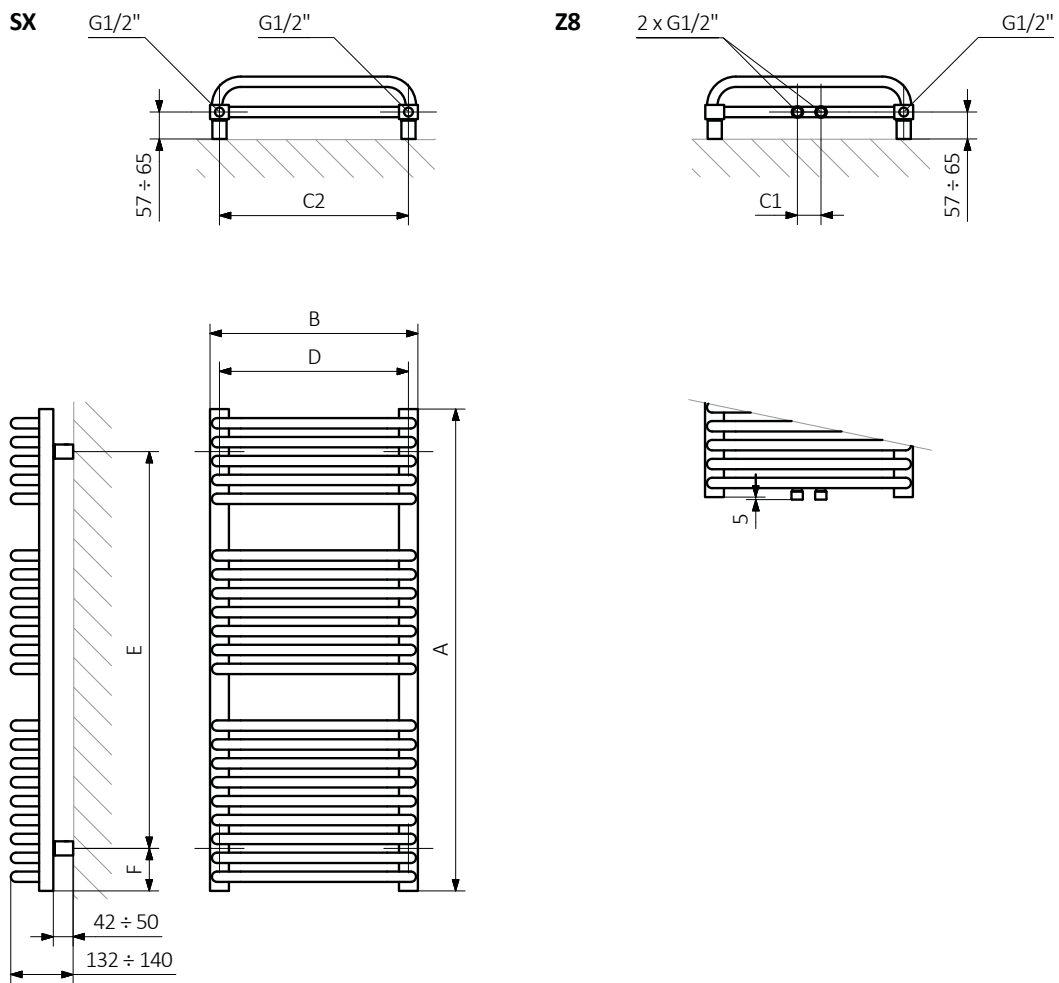 SX
G1/2"
G1/2"
57 ÷ 65
C2
Z8
2 x G1/2"
G1/2"
C1
57 ÷ 65
B
D
E
A
F
42 ÷ 50
132 ÷ 140
5